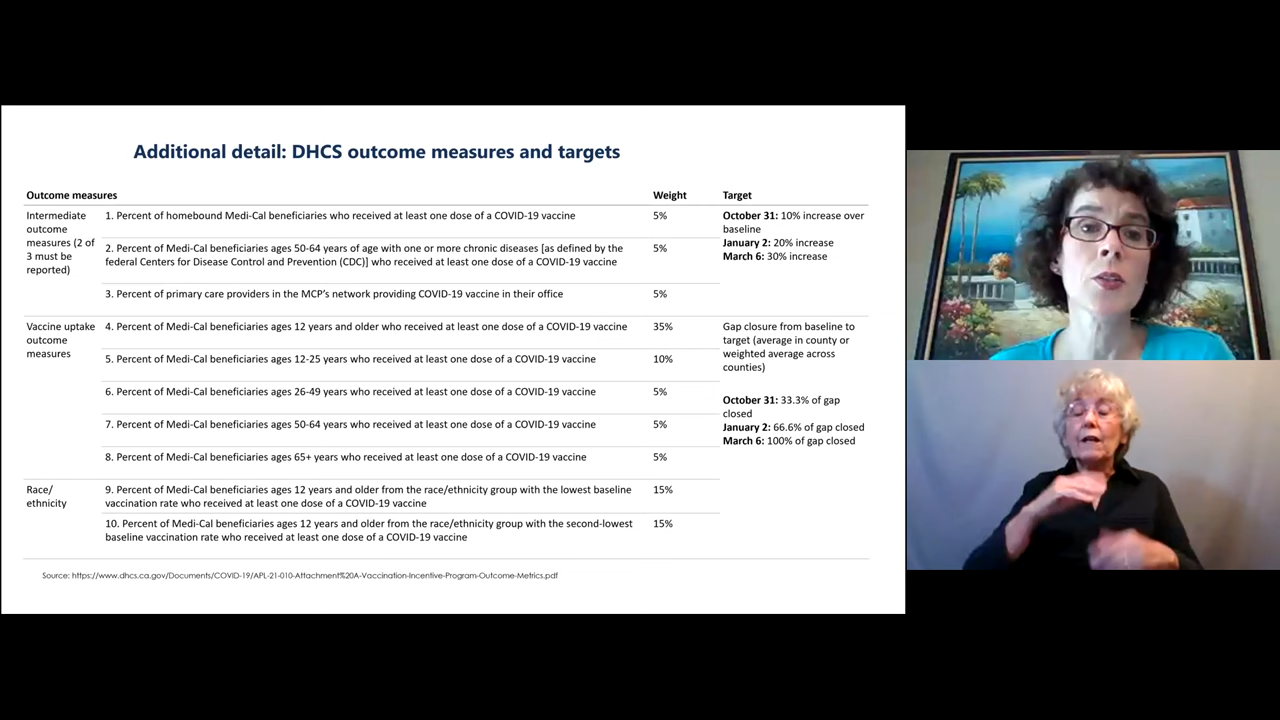 Additional detail: DHCS outcome measures and targets
Outcome measures
Weight
Target
Intermediate
outcome
measures (2 of
3 must be
reported)
1. Percent of homebound Medi-Cal beneficiaries who received at least one dose of a COVID-19 vaccine
5%
2. Percent of Medi-Cal beneficiaries ages 50-64 years of age with one or more chronic diseases [as defined by the
federal Centers for Disease Control and Prevention (CDC)] who received at least one dose of a COVID-19 vaccine
5%
3. Percent of primary care providers in the MCP's network providing COVID-19 vaccine in their office
5%
October 31: 10% increase over
baseline
January 2: 20% increase
March 6: 30% increase
Vaccine uptake
outcome
measures
4. Percent of Medi-Cal beneficiaries ages 12 years and older who received at least one dose of a COVID-19 vaccine
35%
5. Percent of Medi-Cal beneficiaries ages 12-25 years who received at least one dose of a COVID-19 vaccine
10%
6. Percent of Medi-Cal beneficiaries ages 26-49 years who received at least one dose of a COVID-19 vaccine
5%
7. Percent of Medi-Cal beneficiaries ages 50-64 years who received at least one dose of a COVID-19 vaccine
5%
8. Percent of Medi-Cal beneficiaries ages 65+ years who received at least one dose of a COVID-19 vaccine
5%
Gap closure from baseline to
target (average in county or
weighted average across
counties)
October 31: 33.3% of gap
closed
January 2: 66.6% of gap closed
March 6: 100% of gap closed
Race/
ethnicity
9. Percent of Medi-Cal beneficiaries ages 12 years and older from the race/ethnicity group with the lowest baseline
vaccination rate who received at least one dose of a COVID-19 vaccine
15%
10. Percent of Medi-Cal beneficiaries ages 12 years and older from the race/ethnicity group with the second-lowest
baseline vaccination rate who received at least one dose of a COVID-19 vaccine
15%
Source: https://www.dhcs.ca.gov/Documents/COVID-19/APL-21-010-Attachment%20A-Vaccination-Incentive-Program-Outcome-Metrics.pdf